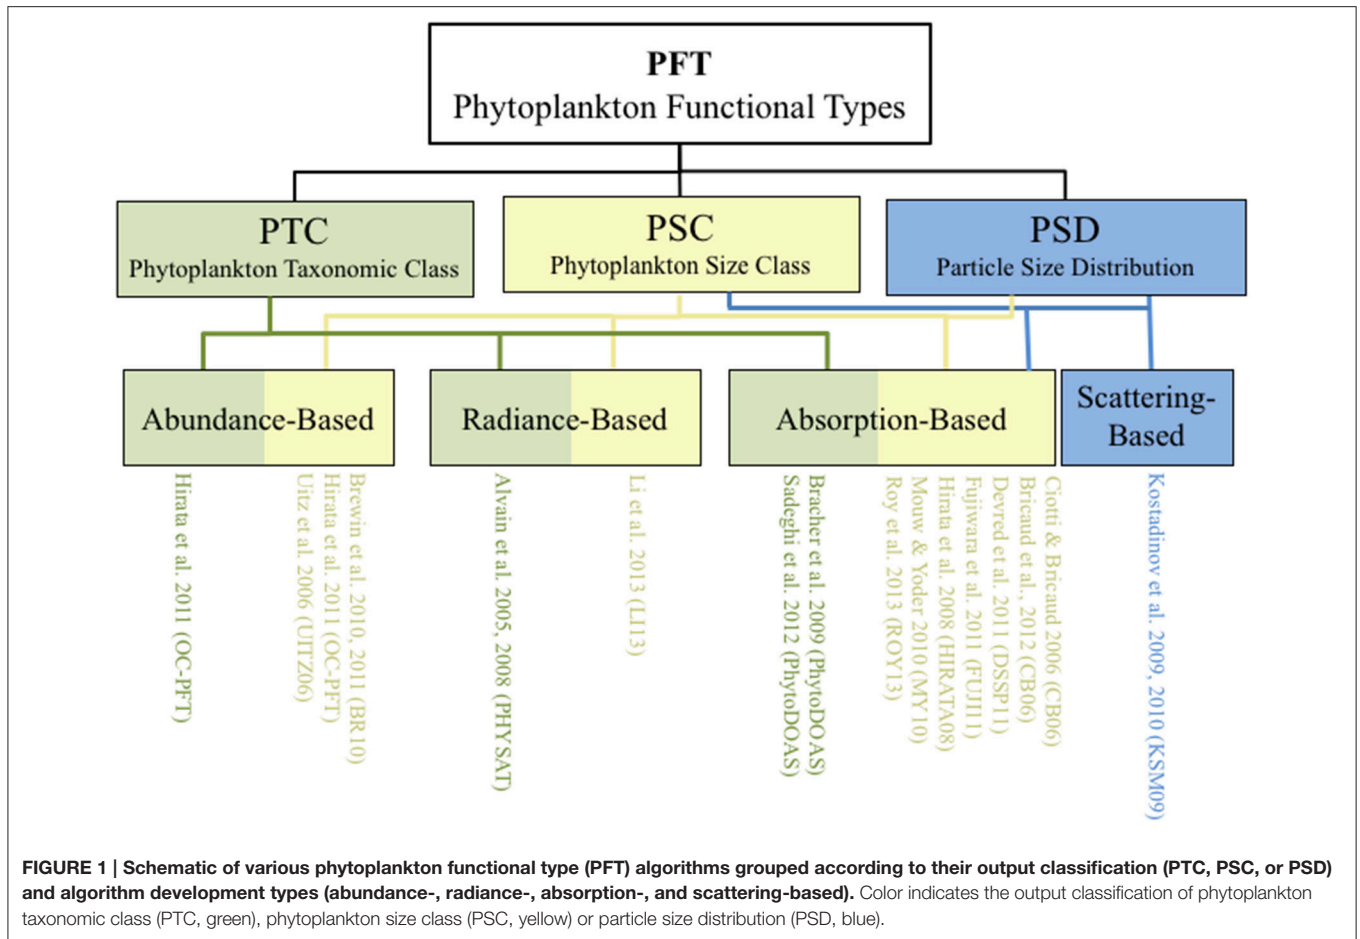 PFT
Phytoplankton Functional Types
PTC
Phytoplankton Taxonomic Class
PSC
Phytoplankton Size Class
PSD
Particle Size Distribution
Abundance-Based
Radiance-Based
Absorption-Based
Scattering-
Based
Hirata et al. 2011 (OC-PFT)
Brewin et al. 2010, 2011 (BR10)
Hirata et al. 2011 (OC-PFT)
Uitz et al. 2006 (UITZ06)
Alvain et al. 2005, 2008 (PHYSAT)
Li et al. 2013 (LI13)
Bracher et al. 2009 (PhytoDOAS)
Sadeghi et al. 2012 (PhytoDOAS)
Ciotti & Bricaud 2006 (CB06)
Bricaud et al., 2012 (CB06)
Devred et al. 2011 (DSSP11)
Fujiwara et al. 2011 (FUJI11)
Hirata et al. 2008 (HIRATA08)
Mouw & Yoder 2010 (MY10)
Roy et al. 2013 (ROY13)
Kostadinov et al. 2009, 2010 (KSM09)
FIGURE 1 | Schematic of various phytoplankton functional type (PFT) algorithms grouped according to their output classification (PTC, PSC, or PSD)
and algorithm development types (abundance-, radiance-, absorption-, and scattering-based). Color indicates the output classification of phytoplankton
taxonomic class (PTC, green), phytoplankton size class (PSC, yellow) or particle size distribution (PSD, blue).